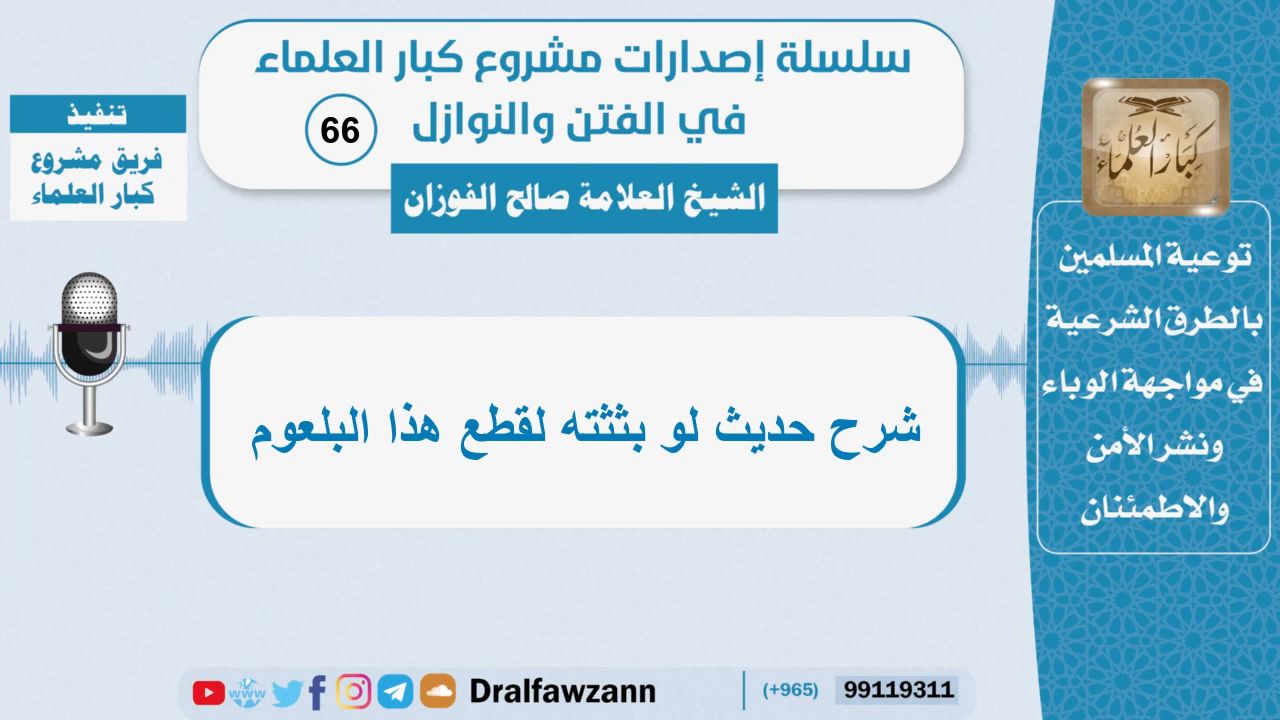 سلسلة إصدارات مشروع كبار العلماء
في الفتن والنوازل
66
الشيخ العلامة صالح الفوزان
تنفيذ
فريق مشروع
كبار العلماء
كبار العلماء
توعية المسلمين
بالطرق الشرعية
في مواجهة الوباء
ونشر الأمن
والاطمئنان
شرح حديث لو بثثته لقطع هذا البلعوم
www
Dralfawzann
(+965) 99119311